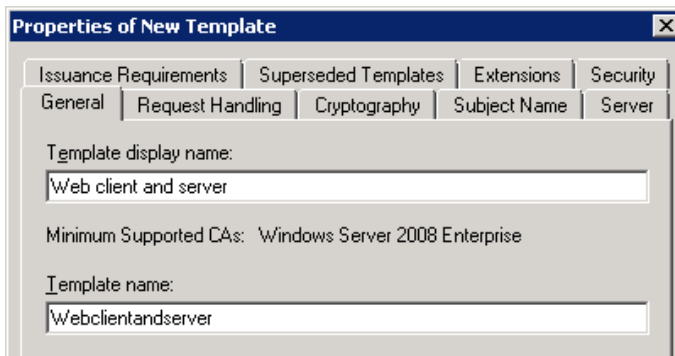 Properties of New Template
Issuance Requirements Superseded Templates Extensions Security
General Request Handling Cryptography Subject Name Server
Template display name:
Web client and server
Minimum Supported CAs: Windows Server 2008 Enterprise
Template name:
Webclientandserver